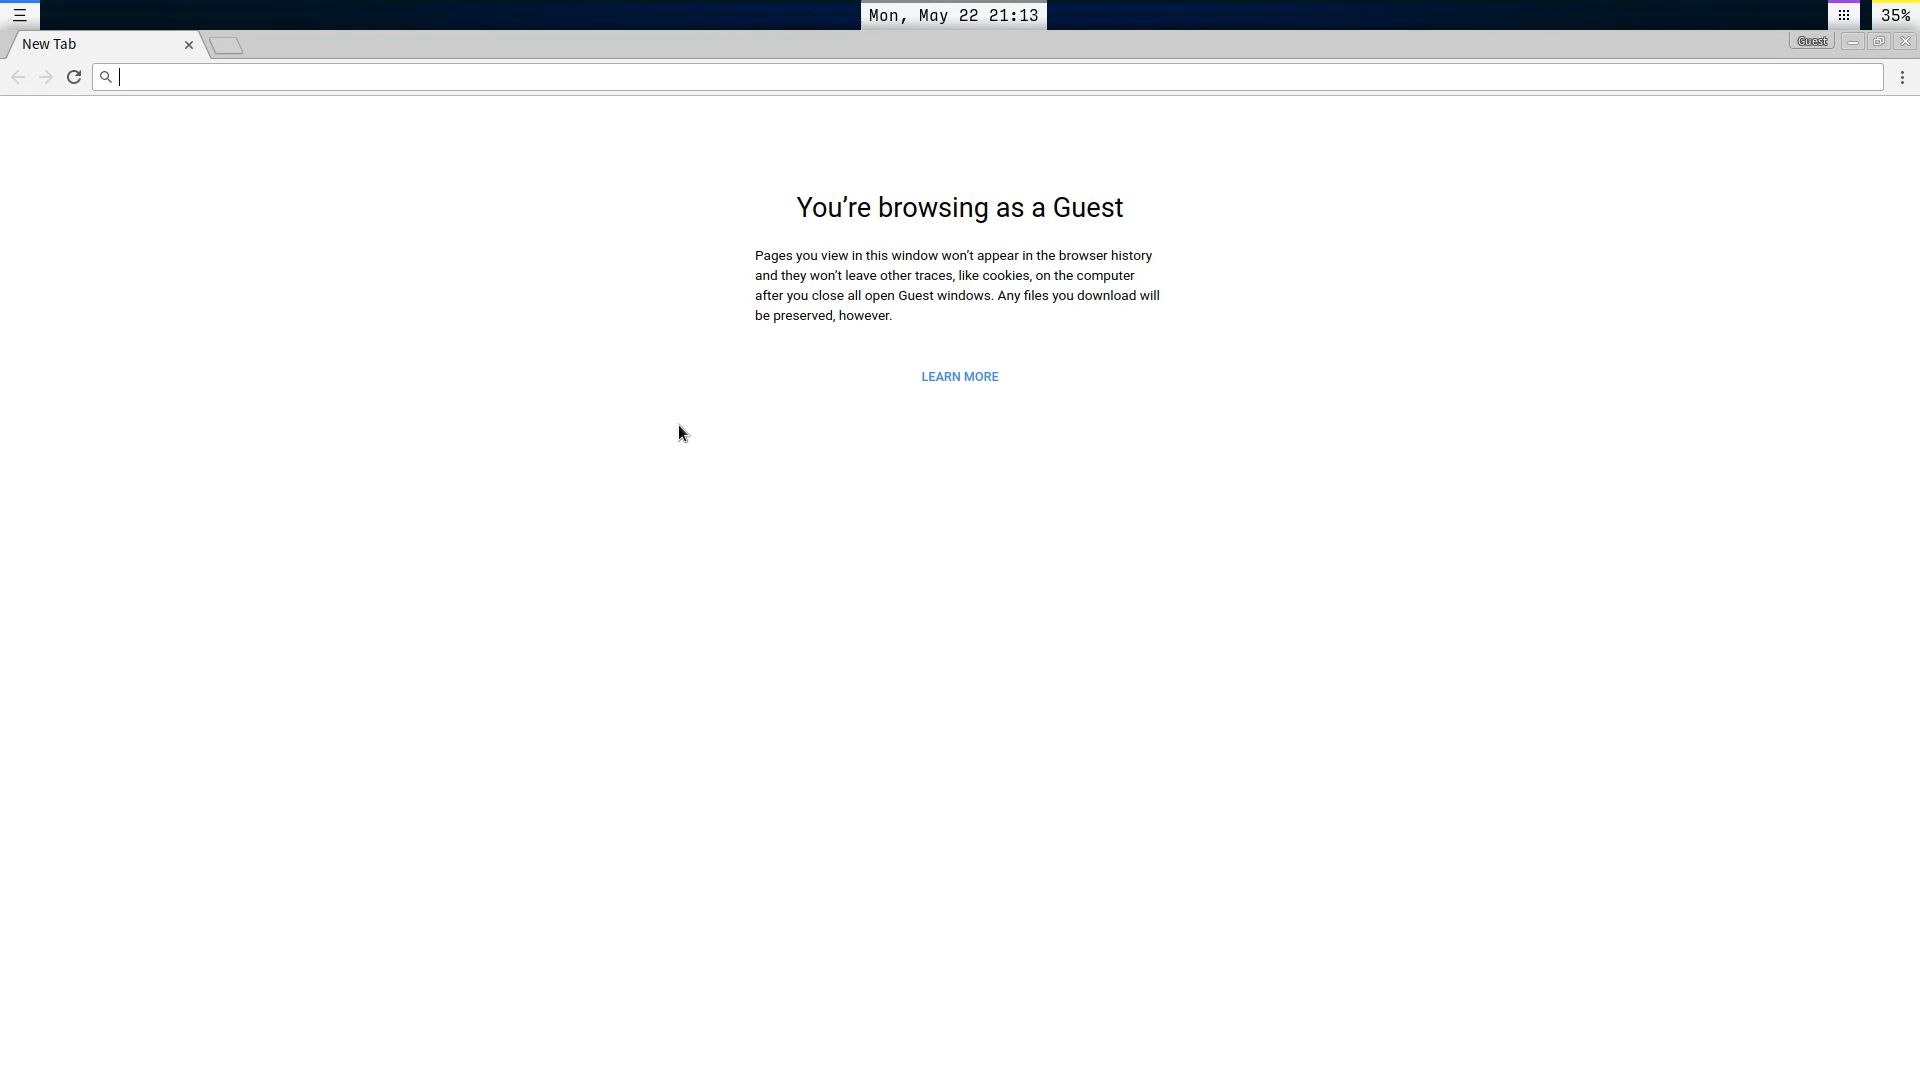 Mon, May 22 21:13
35%
New Tab
Guest
You're browsing as a Guest
Pages you view in this window won't appear in the browser history
and they won't leave other traces, like cookies, on the computer
after you close all open Guest windows. Any files you download will
be preserved, however.
LEARN MORE